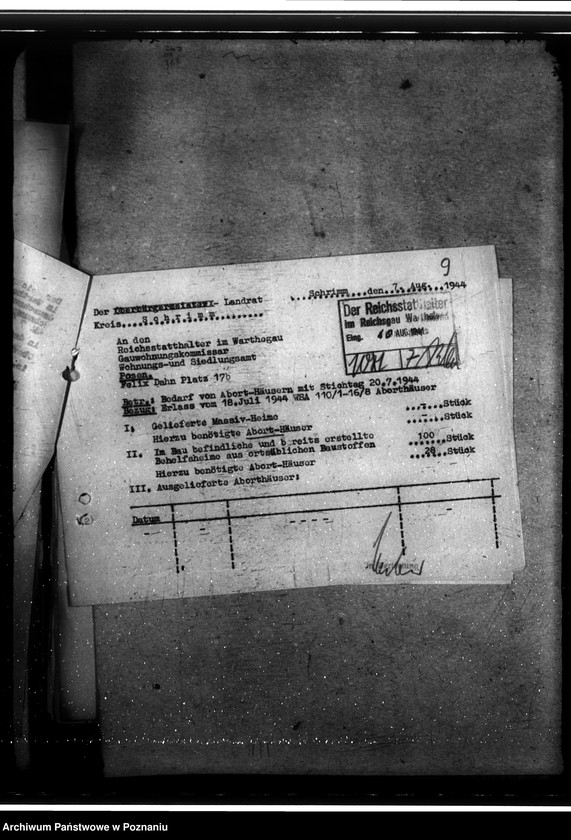 9
Schrimm, den 7. Aug. 1944
Der Oberbürgermeister - Landrat
Kreis....Schrimm.........
Der Reichsstatthalter
im Reichsgau Wartheland
Eing. 10 AUG. 1944
An den
Reichsstatthalter im Warthogau
Gauwohnungskommissar
Wohnungs-und Siedlungsamt
Posen.
Felix Dahn Platz 17b
Betr.: Bedarf von Abort-Häusern mit Stichtag 20.7.1944
Bezug: Erlass vom 18.Juli 1944 WSA 110/1-16/8 Aborthäuser
I. Gelieferte Massiv-Heime ...-...Stück
Hierzu benötigte Abort-Häuser ...-...Stück
II. Im Bau befindliche und bereits erstellte
Behelfsheime aus ortsüblichen Baustoffen 100 Stück
Hierzu benötigte Abort-Häuser 28 Stück
III. Ausgelieferte Aborthäuser:
Datum
Archiwum Państwowe w Poznaniu